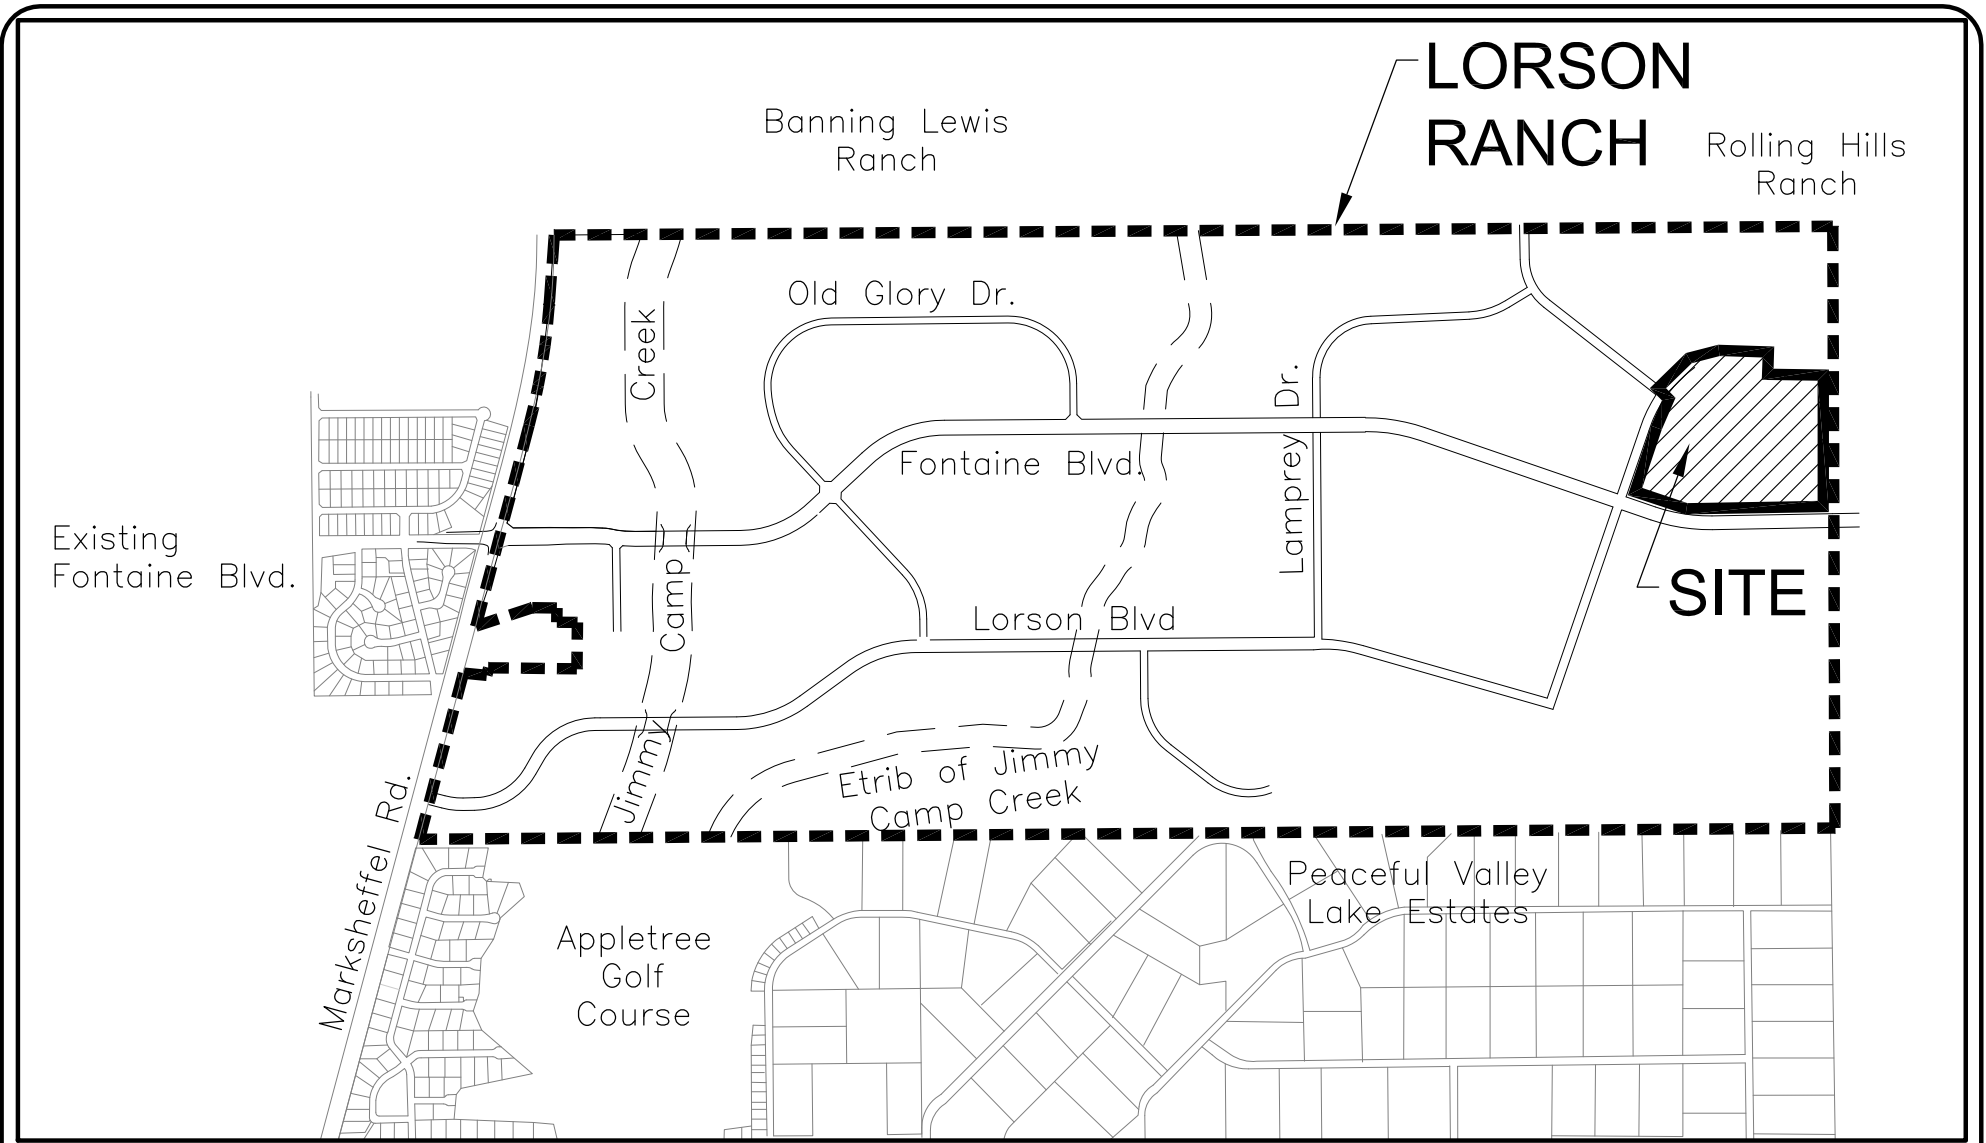 LORSON
RANCH
Banning Lewis
Ranch
Rolling Hills
Ranch
Old Glory Dr.
Creek
Lamprey Dr.
Fontaine Blvd.
Existing
Fontaine Blvd.
SITE
Camp
Lorson Blvd
Jimmy
Etrib of Jimmy
Camp Creek
Marksheffel Rd.
Peaceful Valley
Lake Estates
Appletree
Golf
Course